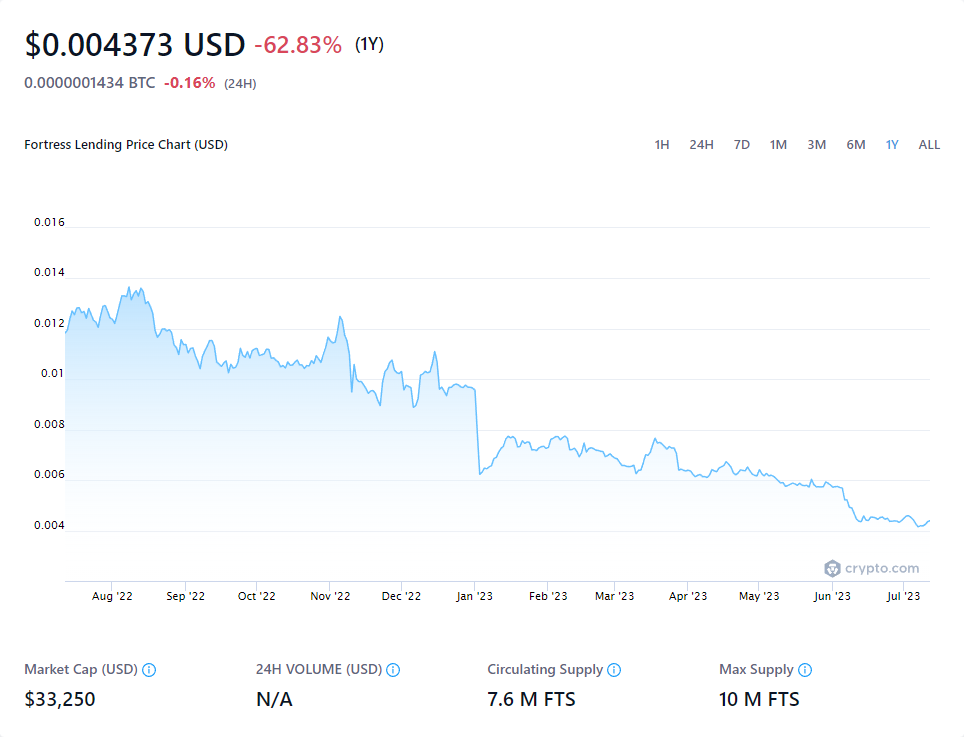 $0.004373 USD -62.83% (1Y)
0.0000001434 BTC -0.16% (24H)
Fortress Lending Price Chart (USD) 1H 24H 7D 1M 3M 6M 1Y ALL
0.016
0.014
0.012
0.01
0.008
0.006
0.004
crypto.com
Aug '22 Sep '22 Oct '22 Nov '22 Dec '22 Jan '23 Feb '23 Mar '23 Apr '23 May '23 Jun '23 Jul '23
Market Cap (USD) 24H VOLUME (USD) Circulating Supply Max Supply
$33,250 N/A 7.6 M FTS 10 M FTS